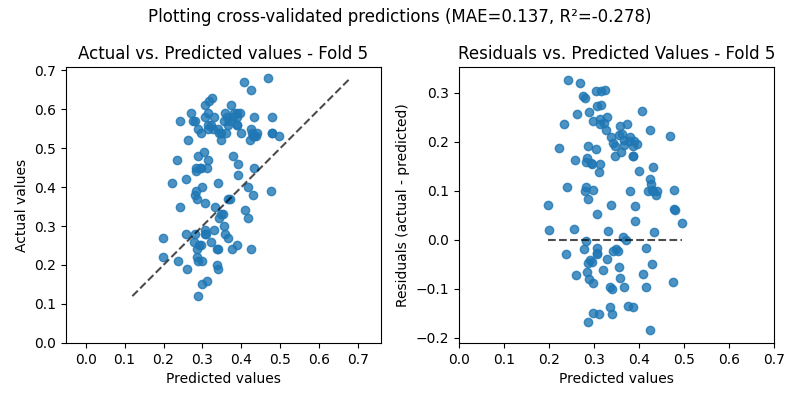 Plotting cross-validated predictions (MAE=0.137, R²=-0.278)
Actual vs. Predicted values - Fold 5
Actual values
0.7
0.6
0.5
0.4
0.3
0.2
0.1
0.0
0.0 0.1 0.2 0.3 0.4 0.5 0.6 0.7
Predicted values
Residuals vs. Predicted Values - Fold 5
Residuals (actual - predicted)
0.3
0.2
0.1
0.0
−0.1
−0.2
0.0 0.1 0.2 0.3 0.4 0.5 0.6 0.7
Predicted values